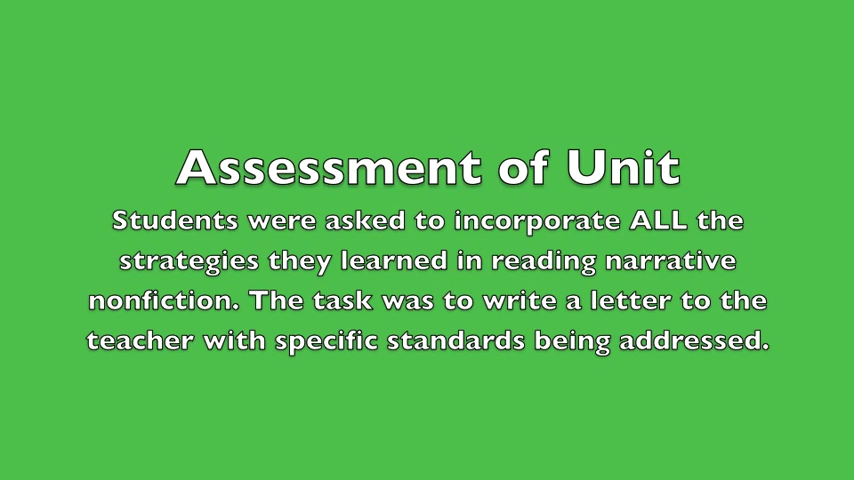 Assessment of Unit
Students were asked to incorporate ALL the
strategies they learned in reading narrative
nonfiction. The task was to write a letter to the
teacher with specific standards being addressed.